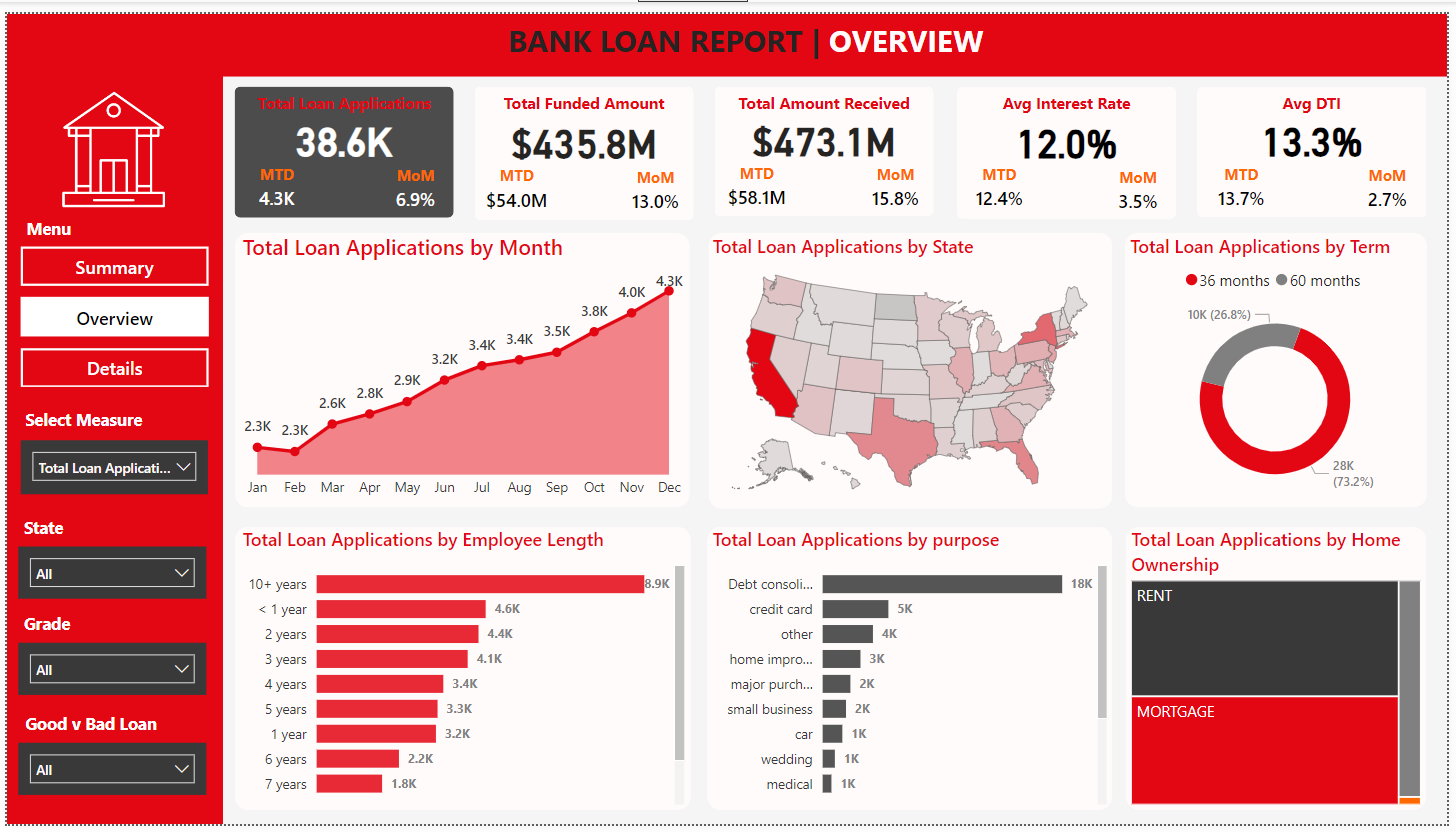 BANK LOAN REPORT | OVERVIEW
Menu
Summary
Overview
Details
Select Measure
Total Loan Applicati...
State
All
Grade
All
Good v Bad Loan
All
Total Loan Applications
38.6K
MTD MoM
4.3K 6.9%
Total Funded Amount
$435.8M
MTD MoM
$54.0M 13.0%
Total Amount Received
$473.1M
MTD MoM
$58.1M 15.8%
Avg Interest Rate
12.0%
MTD MoM
12.4% 3.5%
Avg DTI
13.3%
MTD MoM
13.7% 2.7%
Total Loan Applications by Month
2.3K 2.3K 2.6K 2.8K 2.9K 3.2K 3.4K 3.4K 3.5K 3.8K 4.0K 4.3K
Jan Feb Mar Apr May Jun Jul Aug Sep Oct Nov Dec
Total Loan Applications by State
Total Loan Applications by Term
36 months 60 months
10K (26.8%)
28K
(73.2%)
Total Loan Applications by Employee Length
10+ years 8.9K
< 1 year 4.6K
2 years 4.4K
3 years 4.1K
4 years 3.4K
5 years 3.3K
1 year 3.2K
6 years 2.2K
7 years 1.8K
Total Loan Applications by purpose
Debt consoli... 18K
credit card 5K
other 4K
home impro... 3K
major purch... 2K
small business 2K
car 1K
wedding 1K
medical 1K
Total Loan Applications by Home
Ownership
RENT
MORTGAGE